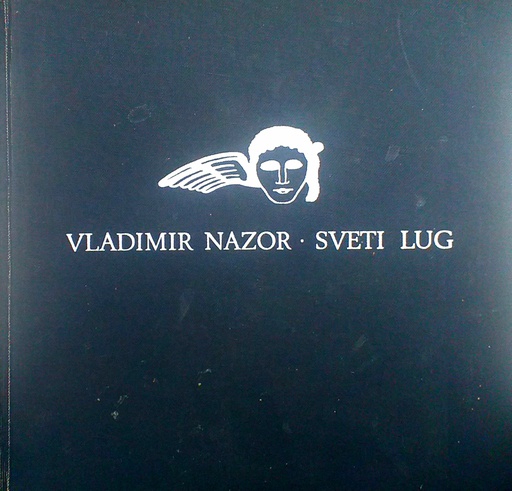 VLADIMIR NAZOR · SVETI LUG